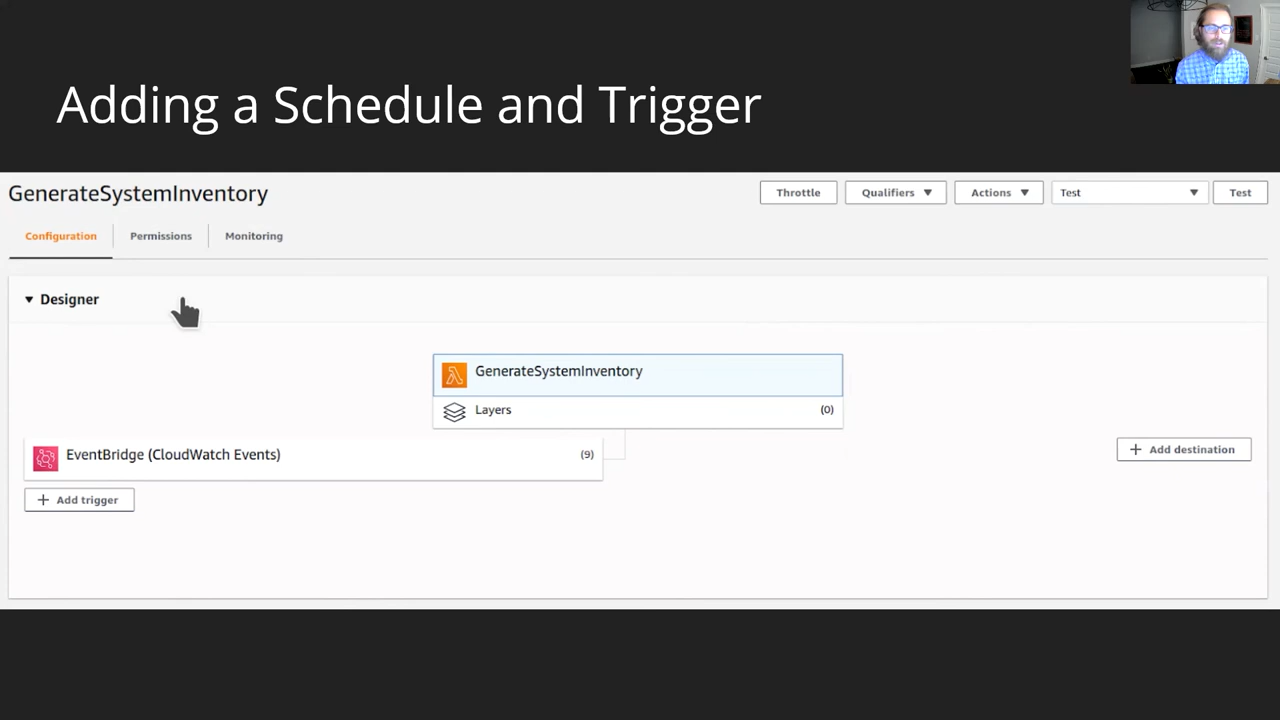 Adding a Schedule and Trigger
GenerateSystemInventory
Throttle
Qualifiers
Actions
Test
Test
Configuration
Permissions
Monitoring
Designer
GenerateSystemInventory
Layers
(0)
EventBridge (CloudWatch Events)
(9)
Add destination
Add trigger